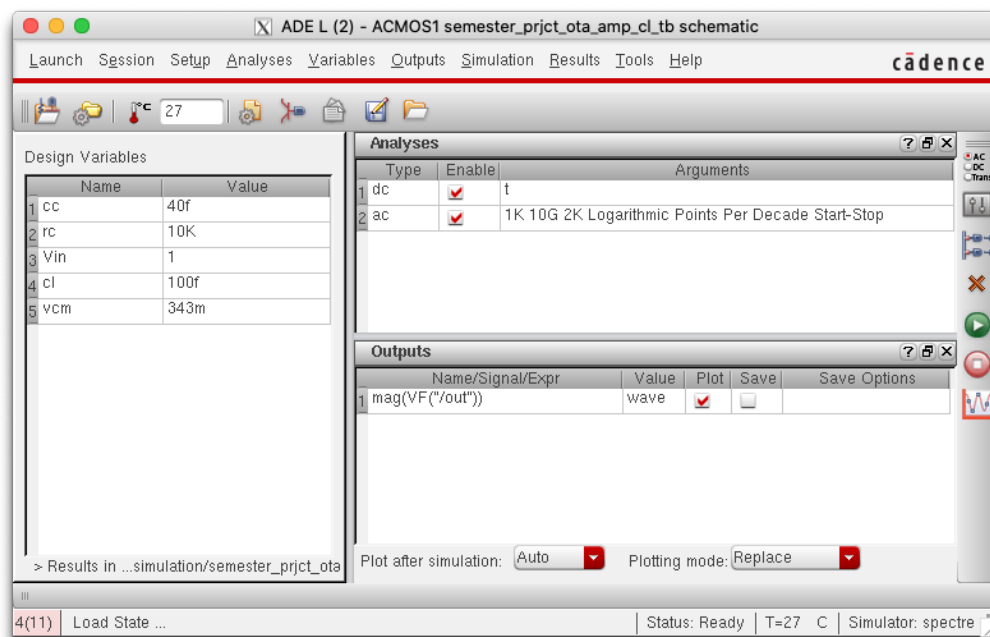 ADE L (2) - ACMOS1 semester_prjct_ota_amp_cl_tb schematic
Launch Session Setup Analyses Variables Outputs Simulation Results Tools Help cādence
°C 27
Design Variables
Name Value
1 cc 40f
2 rc 10K
3 Vin 1
4 cl 100f
5 vcm 343m
> Results in ...simulation/semester_prjct_ota
Analyses
Type Enable Arguments
1 dc t
2 ac 1K 10G 2K Logarithmic Points Per Decade Start-Stop
Outputs
Name/Signal/Expr Value Plot Save Save Options
1 mag(VF("/out")) wave
Plot after simulation: Auto Plotting mode: Replace
AC
DC
Trans
4(11) Load State ... Status: Ready T=27 C Simulator: spectre